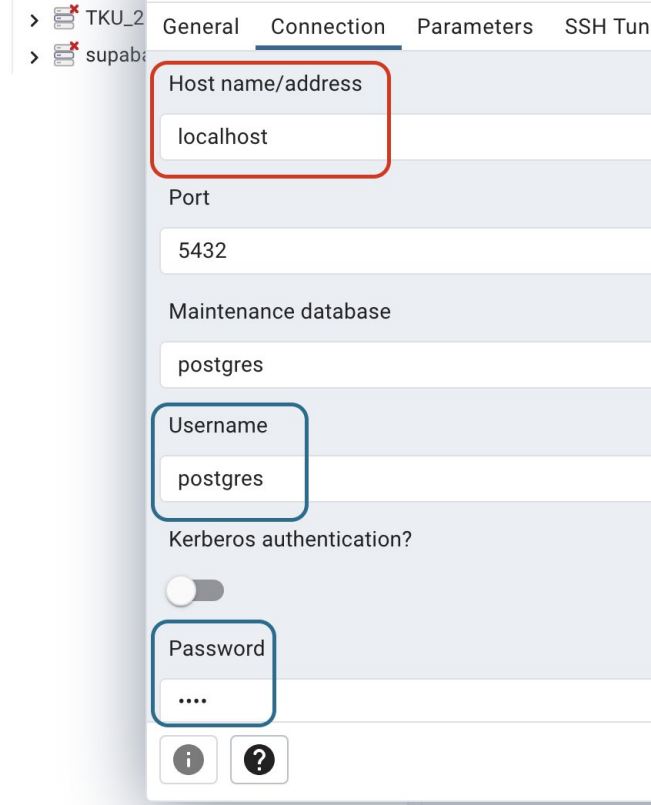 TKU_2
supaba
General Connection Parameters SSH Tun
Host name/address
localhost
Port
5432
Maintenance database
postgres
Username
postgres
Kerberos authentication?
Password
••••